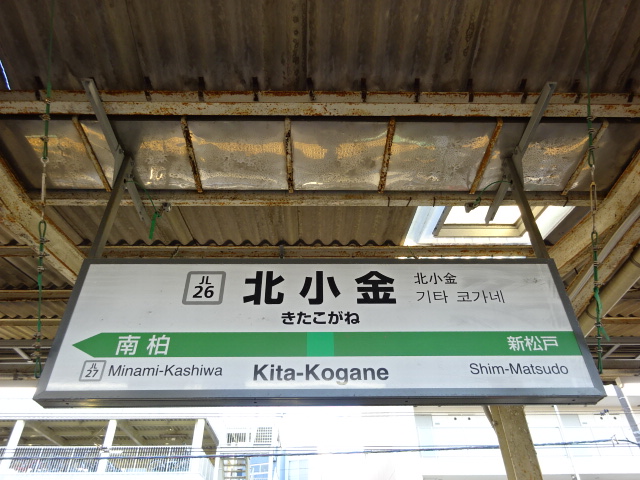 JL
26
北小金
きたこがね
北小金
기타 코가네
南柏
新松戸
JL
27
Minami-Kashiwa
Kita-Kogane
Shim-Matsudo